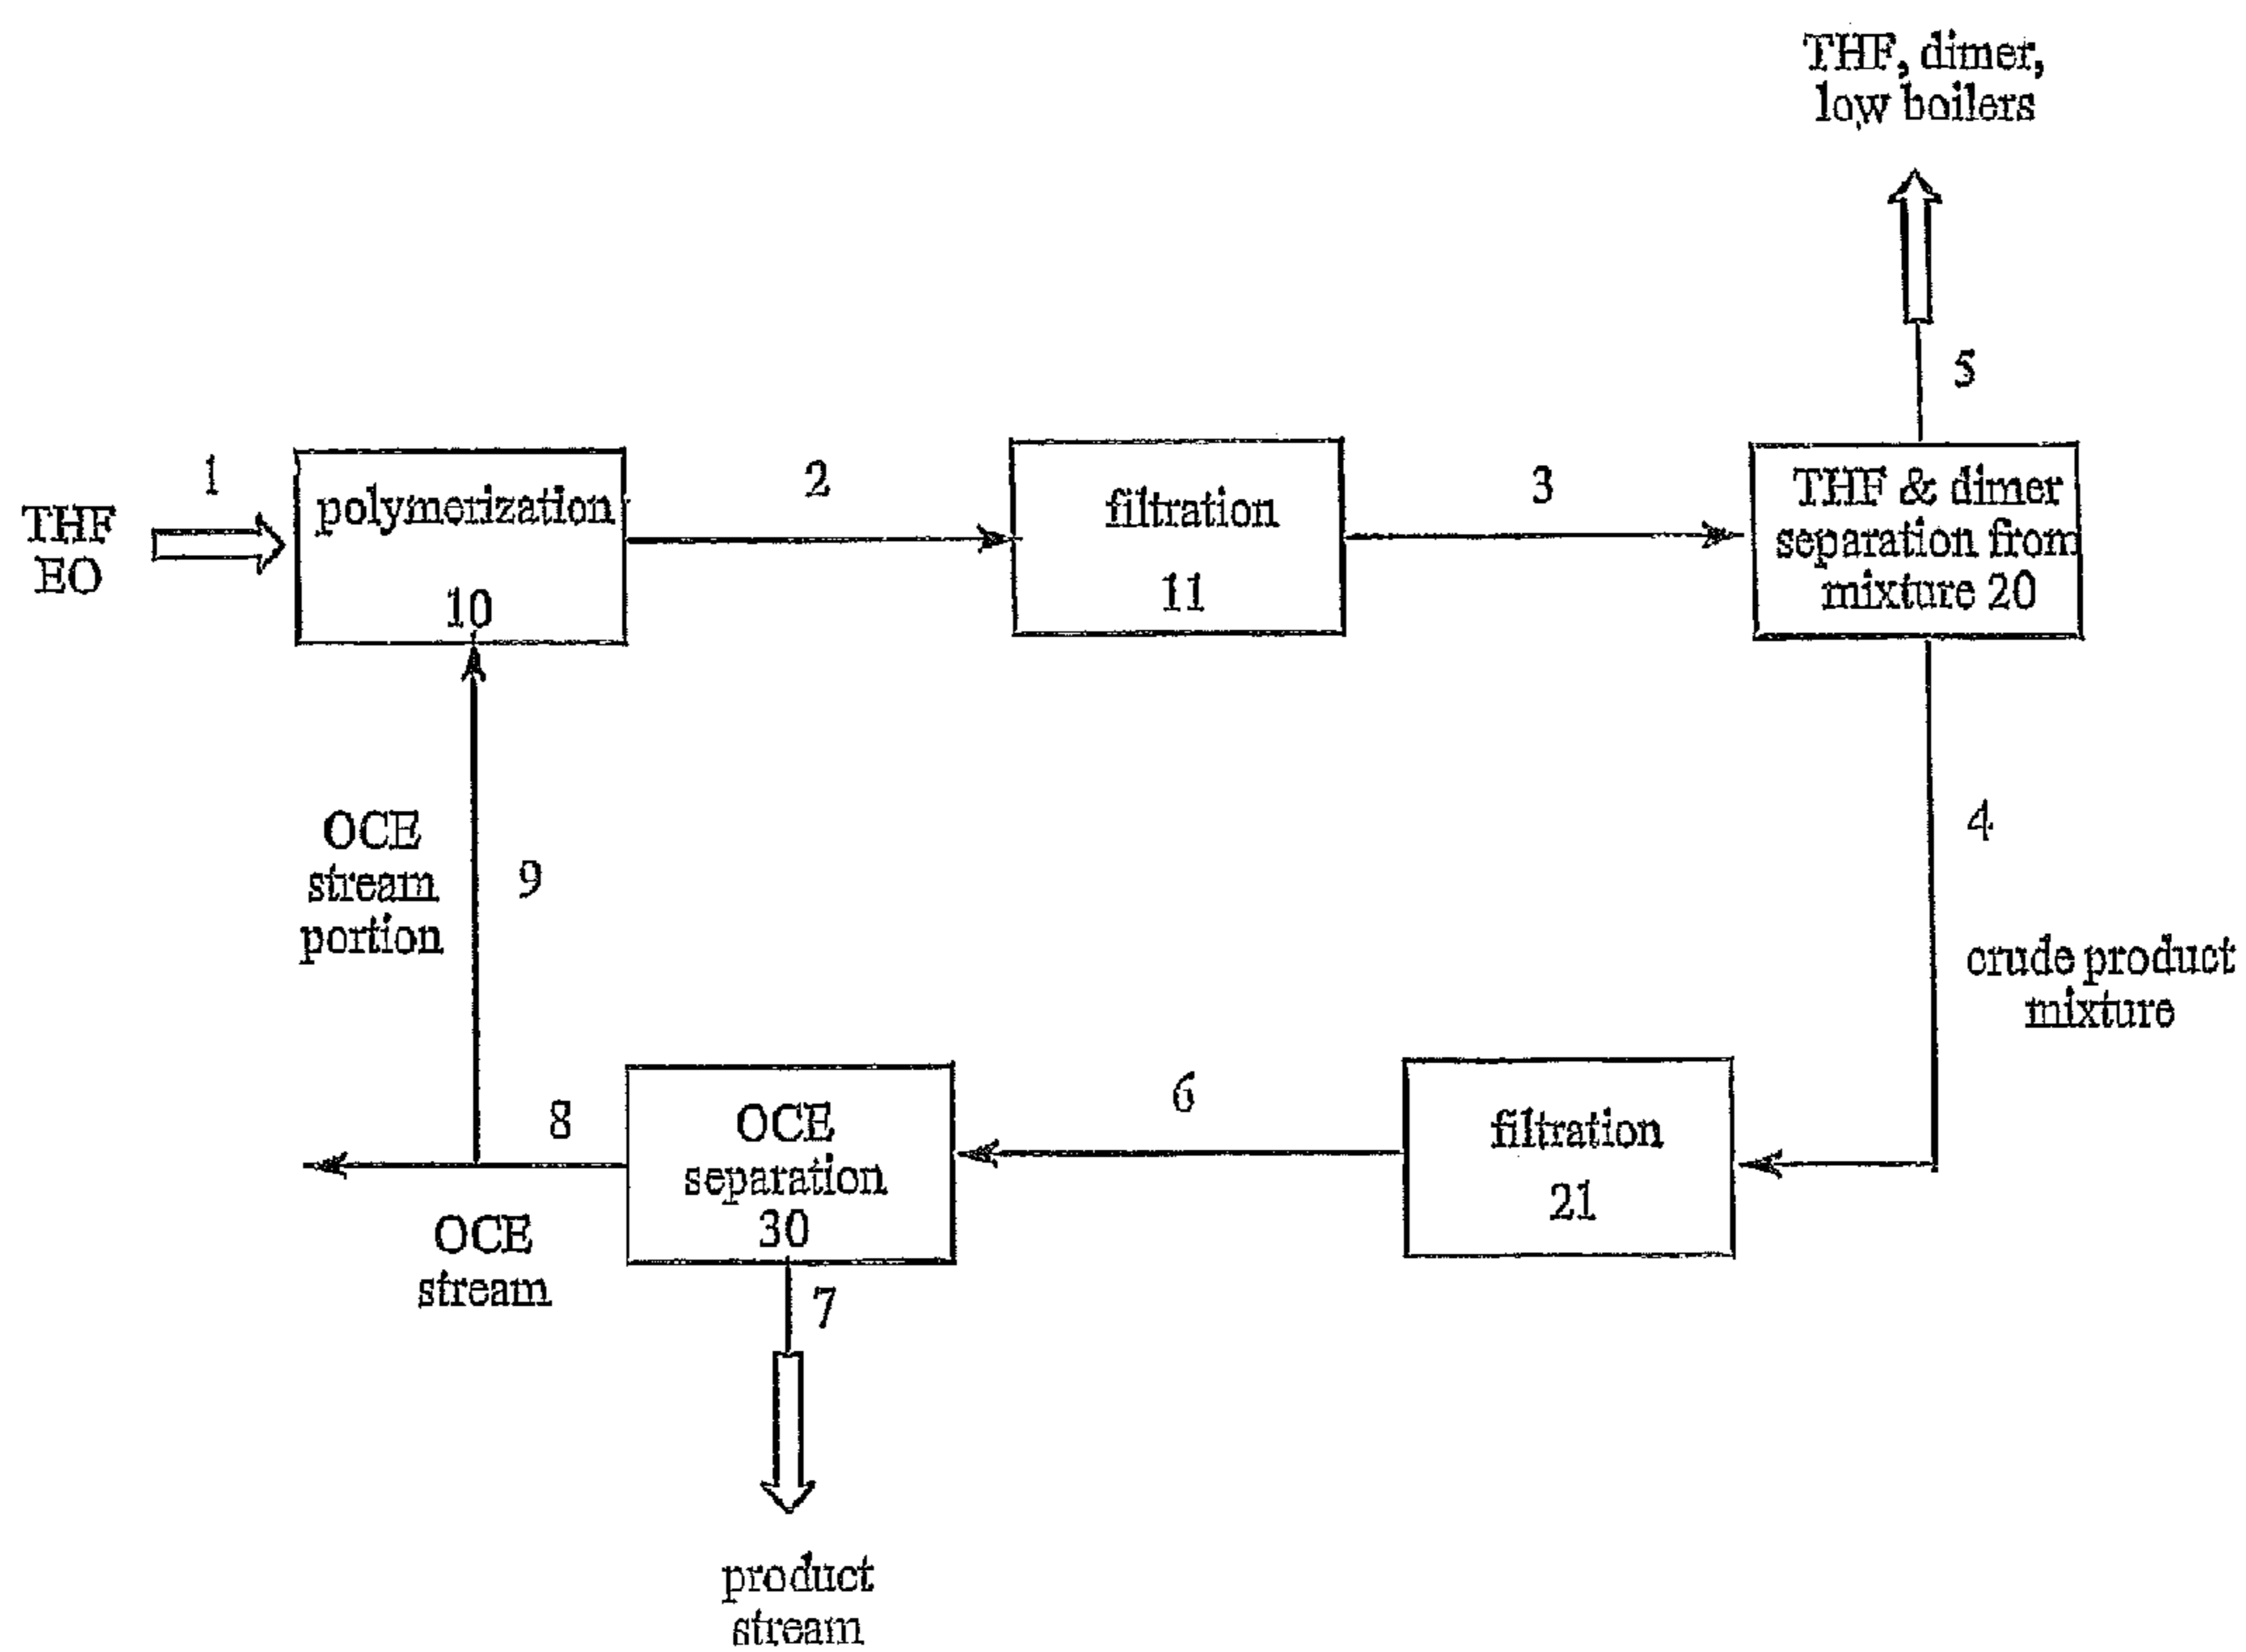 THF, dimer,
low boilers
5
1
THF
EO
polymerization
10
2
filtration
11
3
THF & dimer
separation from
mixture 20
OCE
stream
portion
9
4
crude product
mixture
8
OCE
stream
OCE
separation
30
6
filtration
21
7
product
stream